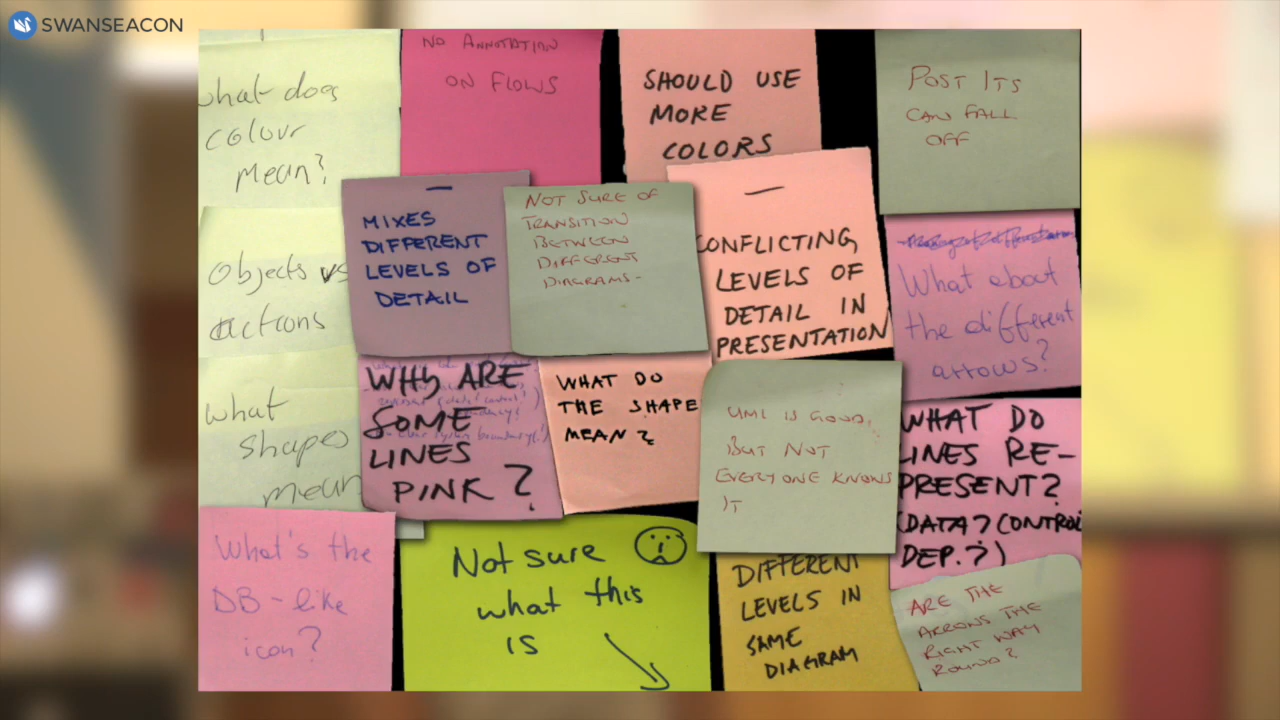 SWANSEACON
what does
colour
mean?
NO ANNOTATION
ON FLOWS
SHOULD USE
MORE
COLORS
POST ITS
CAN FALL
OFF
Objects vs
actions
MIXES
DIFFERENT
LEVELS OF
DETAIL
NOT SURE OF
TRANSITION
BETWEEN
DIFFERENT
DIAGRAMS-
CONFLICTING
LEVELS OF
DETAIL IN
PRESENTATION
What about
the different
arrows?
what
shapes
mean
WHY ARE
SOME
LINES
PINK?
WHAT DO
THE SHAPE
MEAN?
UML IS GOOD,
BUT NOT
EVERYONE KNOWS
IT
WHAT DO
LINES RE-
PRESENT?
(DATA? CONTROL
DEP.?)
What's the
DB-like
icon?
Not sure
what this
is
DIFFERENT
LEVELS IN
SAME
DIAGRAM
ARE THE
ARROWS THE
RIGHT WAY
ROUND?